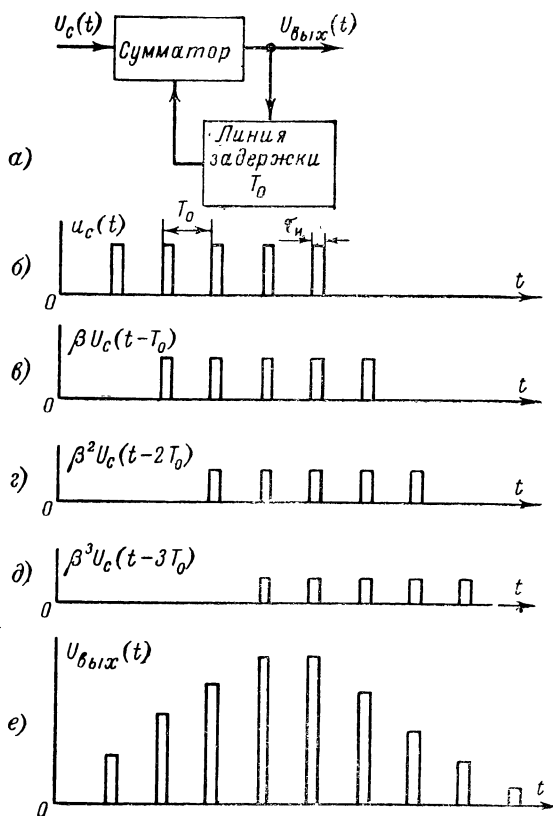 U_c(t)
Сумматор
U_вых(t)
Линия
задержки
T_0
а)
u_c(t)
T_0
τ_и
б)
0
t
βU_c(t-T_0)
в)
0
t
β²U_c(t-2T_0)
г)
0
t
β³U_c(t-3T_0)
д)
0
t
U_вых(t)
е)
0
t